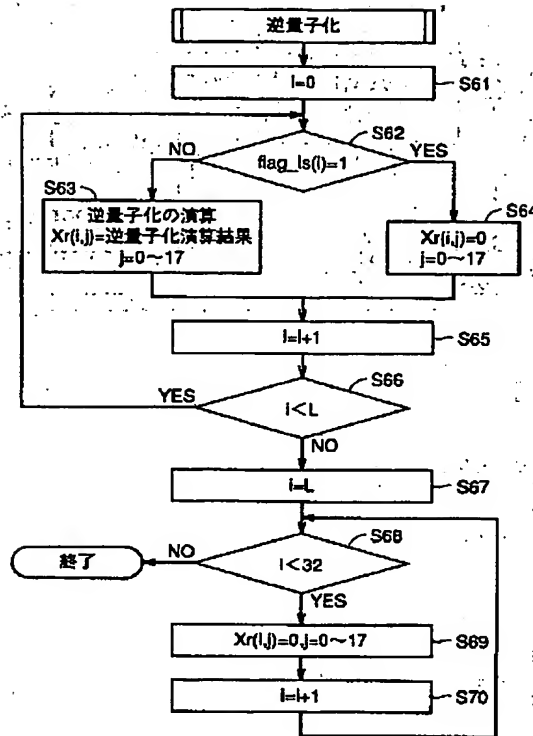 逆量子化
i=0
S61
S62
flag_ls(i)=1
NO
YES
S63
逆量子化の演算
Xr(i,j)=逆量子化演算結果
j=0～17
S64
Xr(i,j)=0
j=0～17
i=i+1
S65
S66
i<L
YES
NO
i=L
S67
S68
i<32
NO
終了
YES
Xr(i,j)=0,j=0～17
S69
i=i+1
S70